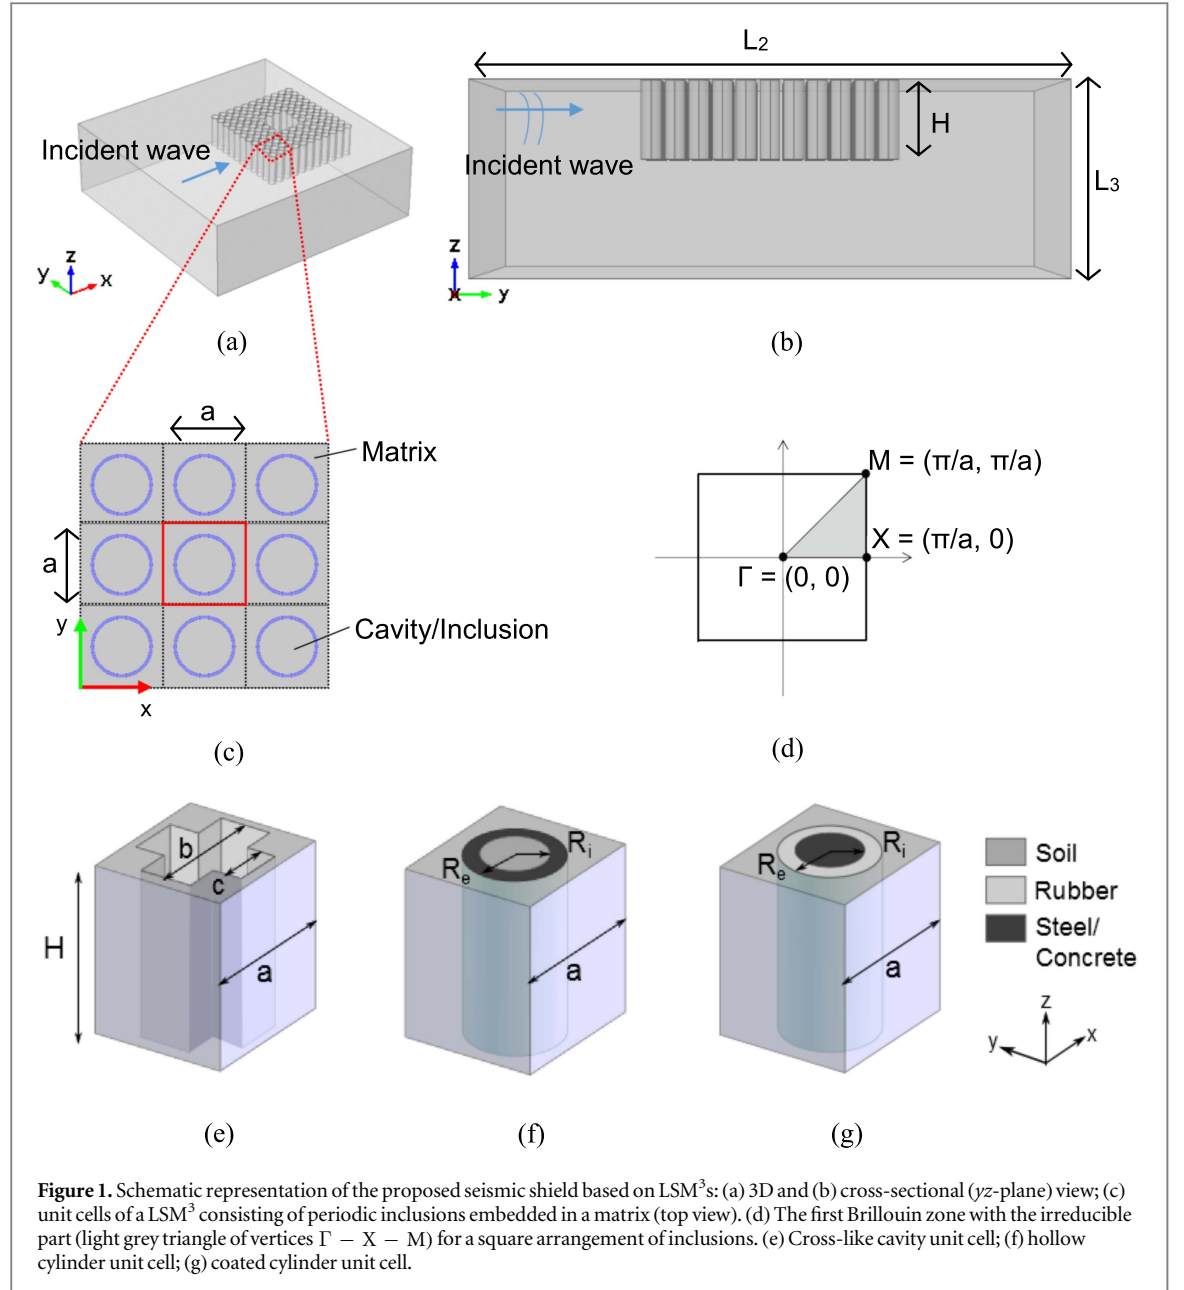 L2
Incident wave
H
L3
Incident wave
z
y
x
z
x
y
(a)
(b)
a
Matrix
a
y
Cavity/Inclusion
x
M = (π/a, π/a)
X = (π/a, 0)
Γ = (0, 0)
(c)
(d)
b
c
H
a
Re
Ri
a
Re
Ri
a
Soil
Rubber
Steel/
Concrete
z
y
x
(e)
(f)
(g)
Figure 1. Schematic representation of the proposed seismic shield based on LSM³s: (a) 3D and (b) cross-sectional (yz-plane) view; (c)
unit cells of a LSM³ consisting of periodic inclusions embedded in a matrix (top view). (d) The first Brillouin zone with the irreducible
part (light grey triangle of vertices Γ − X − M) for a square arrangement of inclusions. (e) Cross-like cavity unit cell; (f) hollow
cylinder unit cell; (g) coated cylinder unit cell.